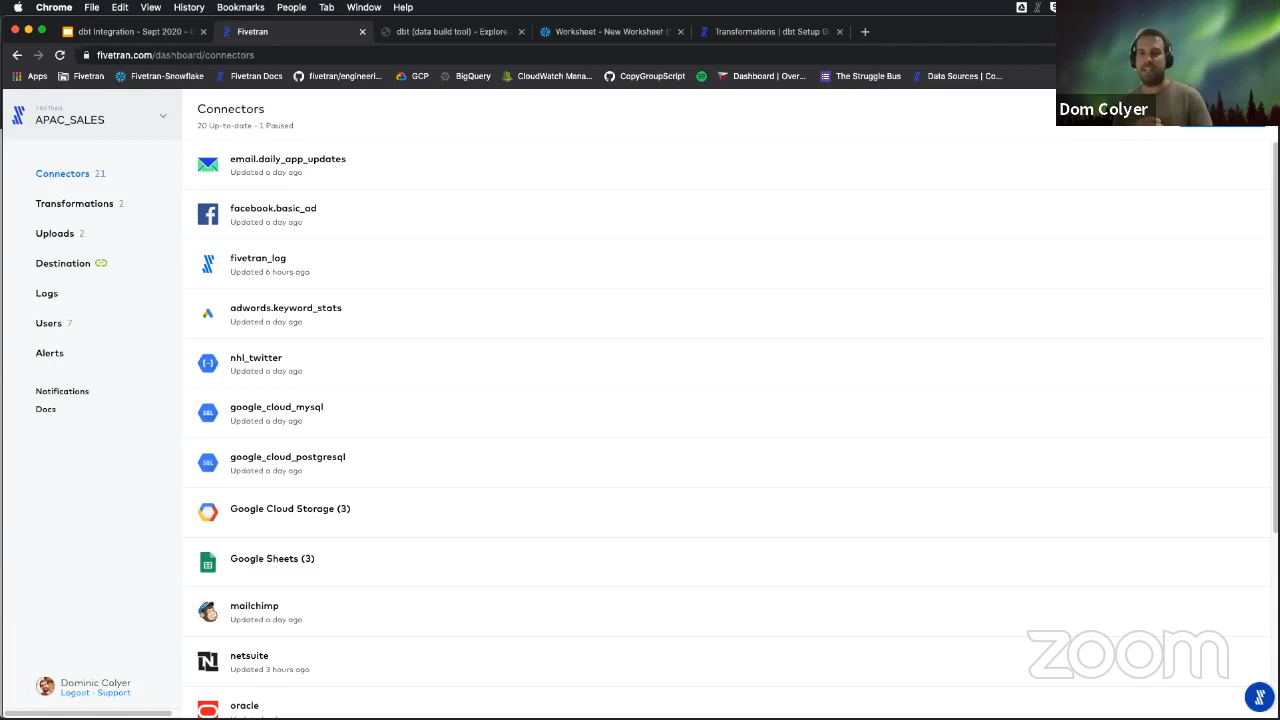 Chrome File Edit View History Bookmarks People Tab Window Help
dbt Integration - Sept 2020 -
Fivetran
dbt (data build tool) - Explore
Worksheet - New Worksheet
Transformations | dbt Setup G
fivetran.com/dashboard/connectors
Apps Fivetran Fivetran-Snowflake Fivetran Docs fivetran/engineeri... GCP BigQuery CloudWatch Mana... CopyGroupScript Dashboard | Over... The Struggle Bus Data Sources | Co...
Dom Colyer
FIVETRAN
APAC_SALES
Connectors 21
Transformations 2
Uploads 2
Destination
Logs
Users 7
Alerts
Notifications
Docs
Dominic Colyer
Logout - Support
Connectors
20 Up-to-date - 1 Paused
email.daily_app_updates
Updated a day ago
facebook.basic_ad
Updated a day ago
fivetran_log
Updated 6 hours ago
adwords.keyword_stats
Updated a day ago
nhl_twitter
Updated a day ago
google_cloud_mysql
Updated a day ago
google_cloud_postgresql
Updated a day ago
Google Cloud Storage (3)
Google Sheets (3)
mailchimp
Updated a day ago
netsuite
Updated 3 hours ago
oracle
zoom